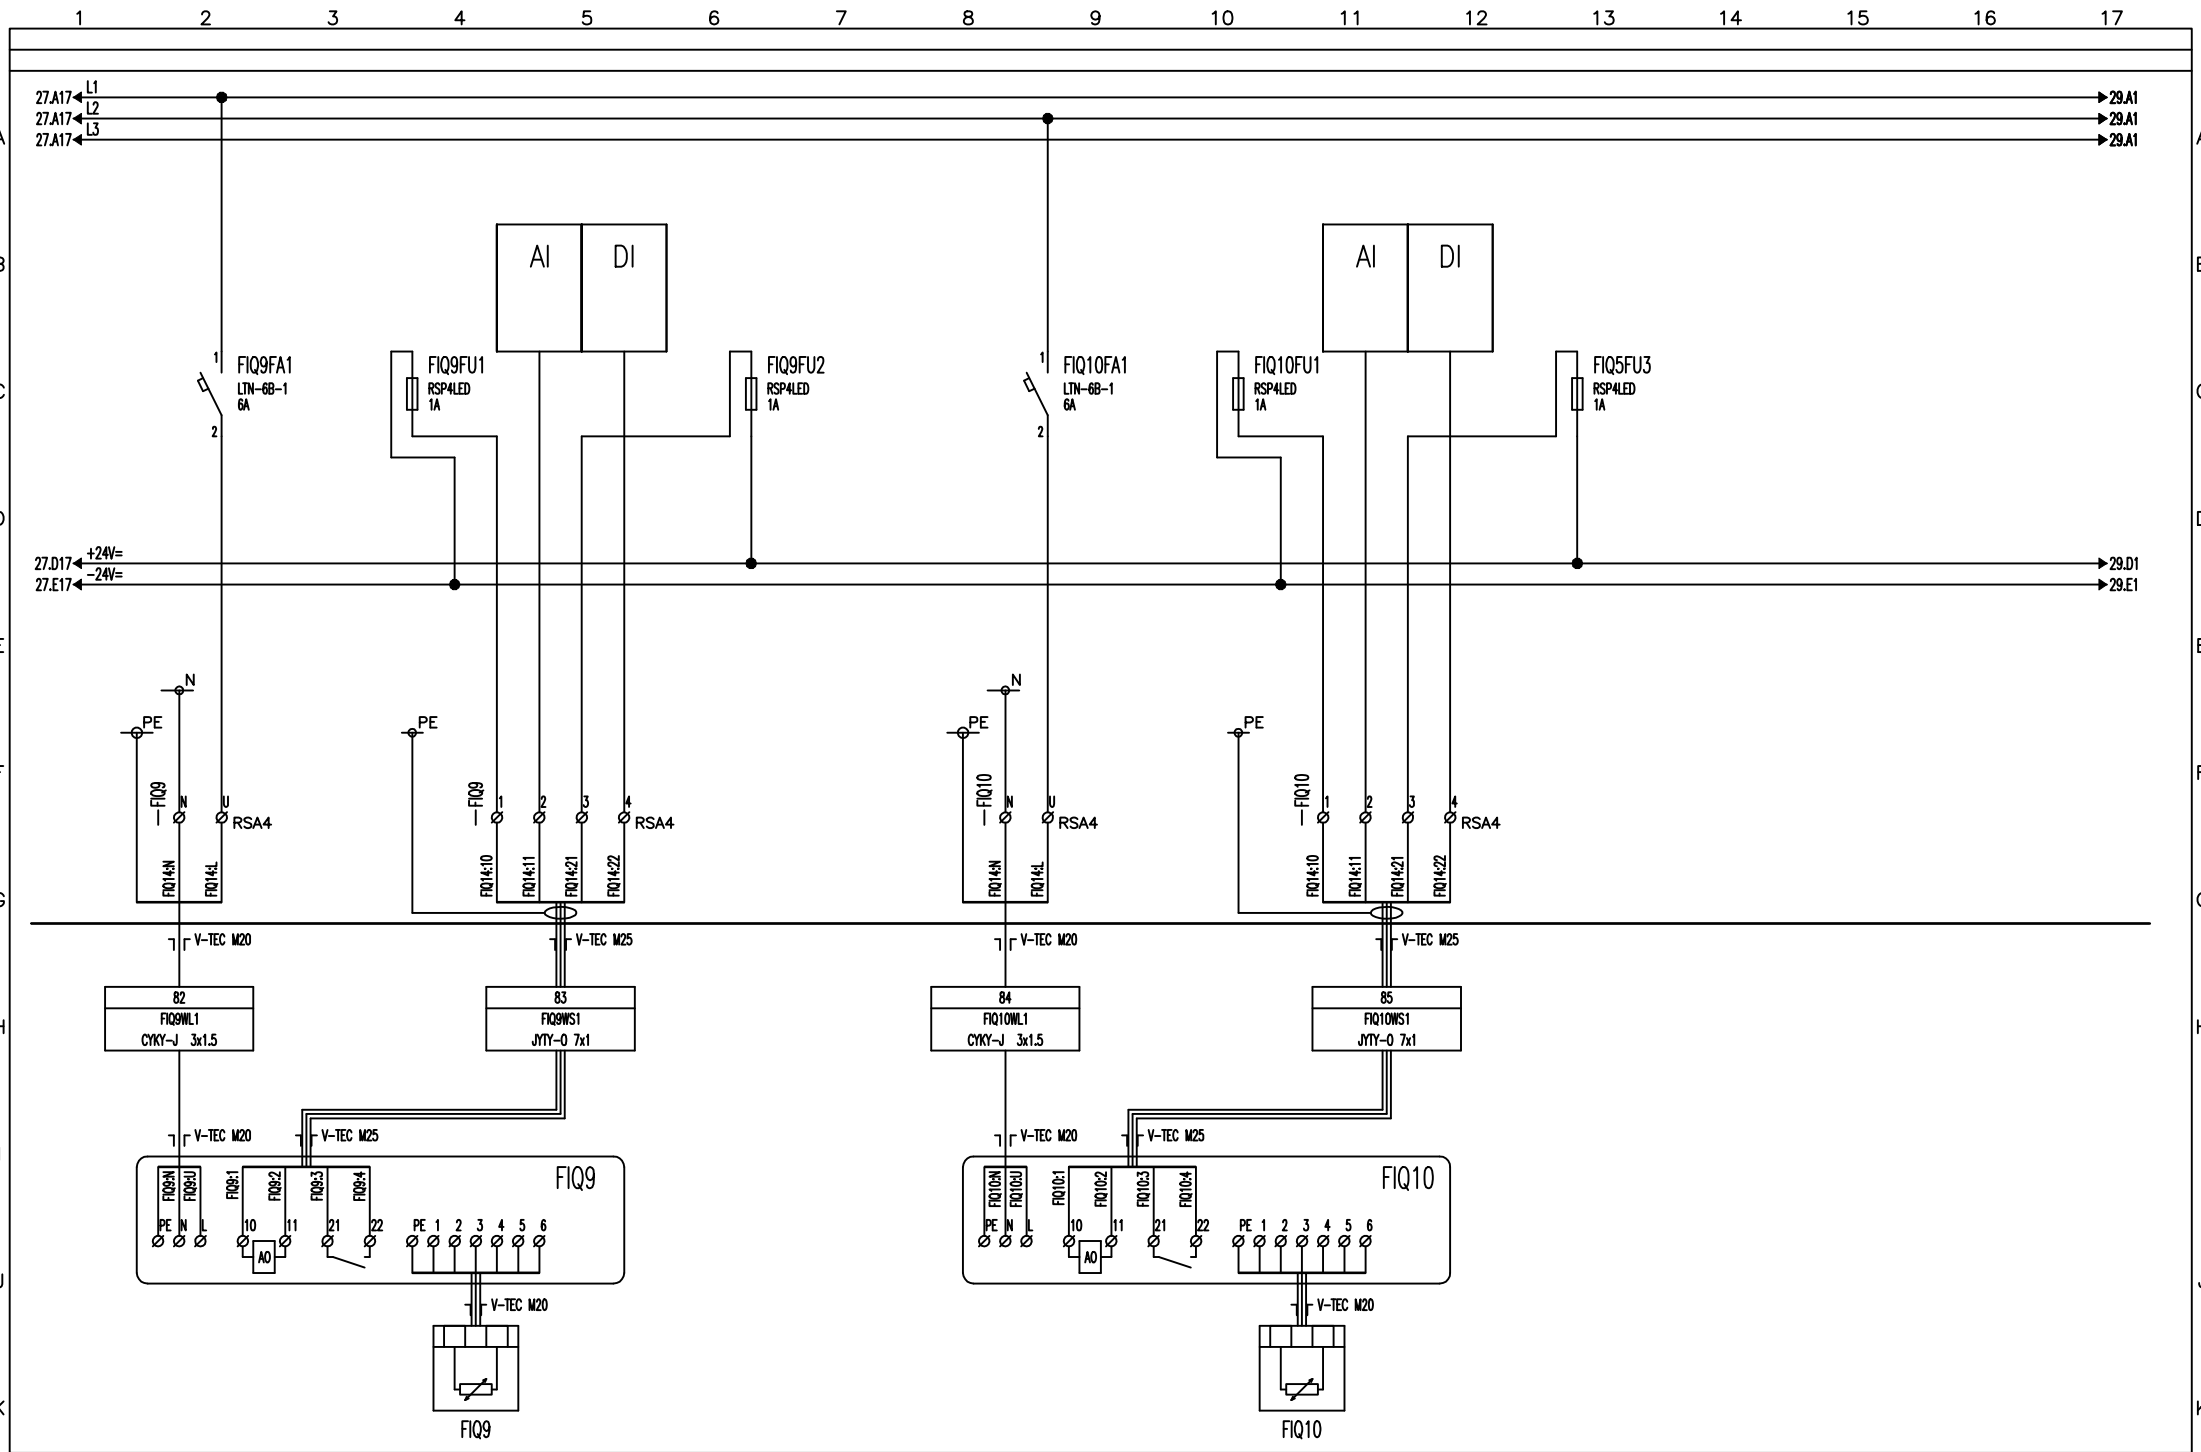 1 2 3 4 5 6 7 8 9 10 11 12 13 14 15 16 17
L1
27.A17 29.A1
L2
27.A17 29.A1
L3
27.A17 29.A1
A A
AI DI AI DI
FIQ9FA1
LTN-6B-1
6A
1
2
FIQ9FU1
RSP4LED
1A
FIQ9FU2
RSP4LED
1A
FIQ10FA1
LTN-6B-1
6A
1
2
FIQ10FU1
RSP4LED
1A
FIQ5FU3
RSP4LED
1A
+24V=
27.D17 29.D1
-24V=
27.E17 29.E1
N N
PE PE PE PE
-FIQ9 N U RSA4
-FIQ9 1 2 3 4 RSA4
-FIQ10 N U RSA4
-FIQ10 1 2 3 4 RSA4
FIQ14:N FIQ14:L
FIQ14:10 FIQ14:11 FIQ14:21 FIQ14:22
FIQ14:N FIQ14:L
FIQ14:10 FIQ14:11 FIQ14:21 FIQ14:22
V-TEC M20 V-TEC M25 V-TEC M20 V-TEC M25
82
FIQ9WL1
CYKY-J 3x1.5
83
FIQ9WS1
JYTY-O 7x1
84
FIQ10WL1
CYKY-J 3x1.5
85
FIQ10WS1
JYTY-O 7x1
H H
V-TEC M20 V-TEC M25 V-TEC M20 V-TEC M25
FIQ9:N FIQ9:U FIQ9:1 FIQ9:2 FIQ9:3 FIQ9:4 FIQ9
PE N L 10 11 21 22 PE 1 2 3 4 5 6
AO
FIQ10:N FIQ10:U FIQ10:1 FIQ10:2 FIQ10:3 FIQ10:4 FIQ10
PE N L 10 11 21 22 PE 1 2 3 4 5 6
AO
V-TEC M20 V-TEC M20
K K
FIQ9 FIQ10